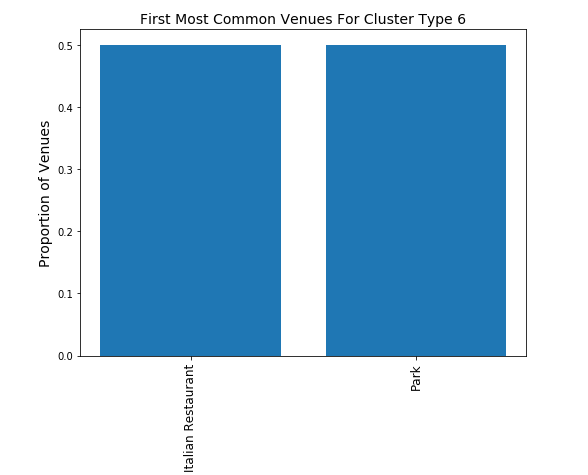 First Most Common Venues For Cluster Type 6
Proportion of Venues
0.5
0.4
0.3
0.2
0.1
0.0
Italian Restaurant
Park